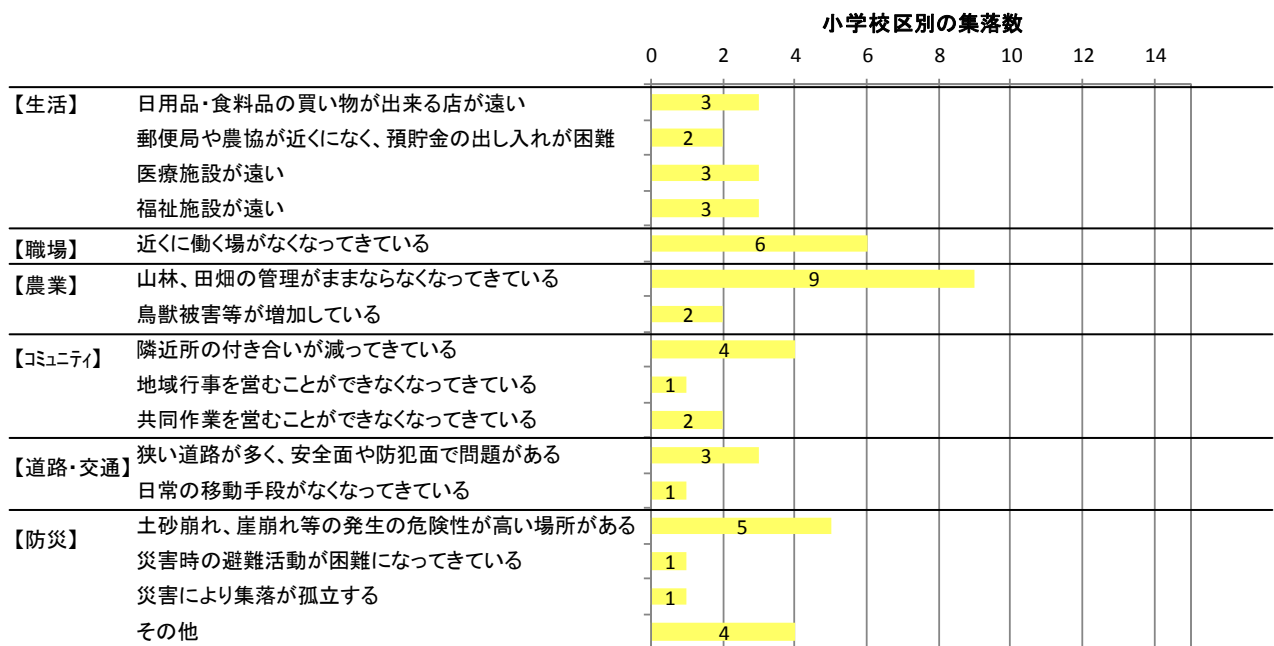 小学校区別の集落数
0 2 4 6 8 10 12 14
【生活】 日用品・食料品の買い物が出来る店が遠い 3
郵便局や農協が近くになく、預貯金の出し入れが困難 2
医療施設が遠い 3
福祉施設が遠い 3
【職場】 近くに働く場がなくなってきている 6
【農業】 山林、田畑の管理がままならなくなってきている 9
鳥獣被害等が増加している 2
【ｺﾐｭﾆﾃｨ】 隣近所の付き合いが減ってきている 4
地域行事を営むことができなくなってきている 1
共同作業を営むことができなくなってきている 2
【道路・交通】 狭い道路が多く、安全面や防犯面で問題がある 3
日常の移動手段がなくなってきている 1
【防災】 土砂崩れ、崖崩れ等の発生の危険性が高い場所がある 5
災害時の避難活動が困難になってきている 1
災害により集落が孤立する 1
その他 4